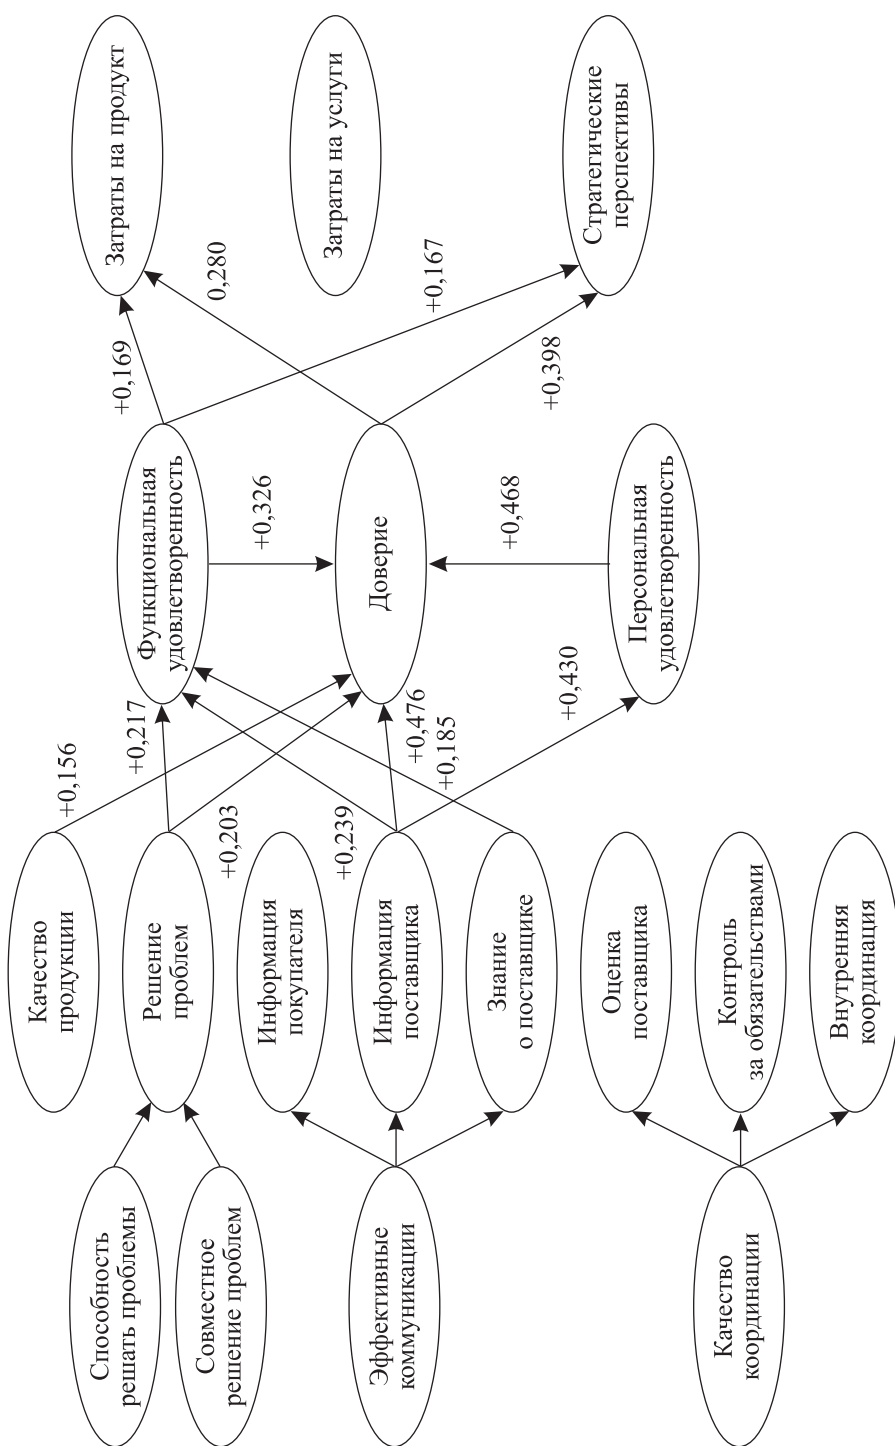 Способность
решать проблемы
Совместное
решение проблем
Эффективные
коммуникации
Качество
координации
Качество
продукции
Решение
проблем
Информация
покупателя
Информация
поставщика
Знание
о поставщике
Оценка
поставщика
Контроль
за обязательствами
Внутренняя
координация
+0,156
+0,217
+0,203
+0,239
+0,476
+0,185
+0,430
Функциональная
удовлетворенность
+0,326
Доверие
+0,468
Персональная
удовлетворенность
+0,169
0,280
+0,167
+0,398
Затраты на продукт
Затраты на услуги
Стратегические
перспективы